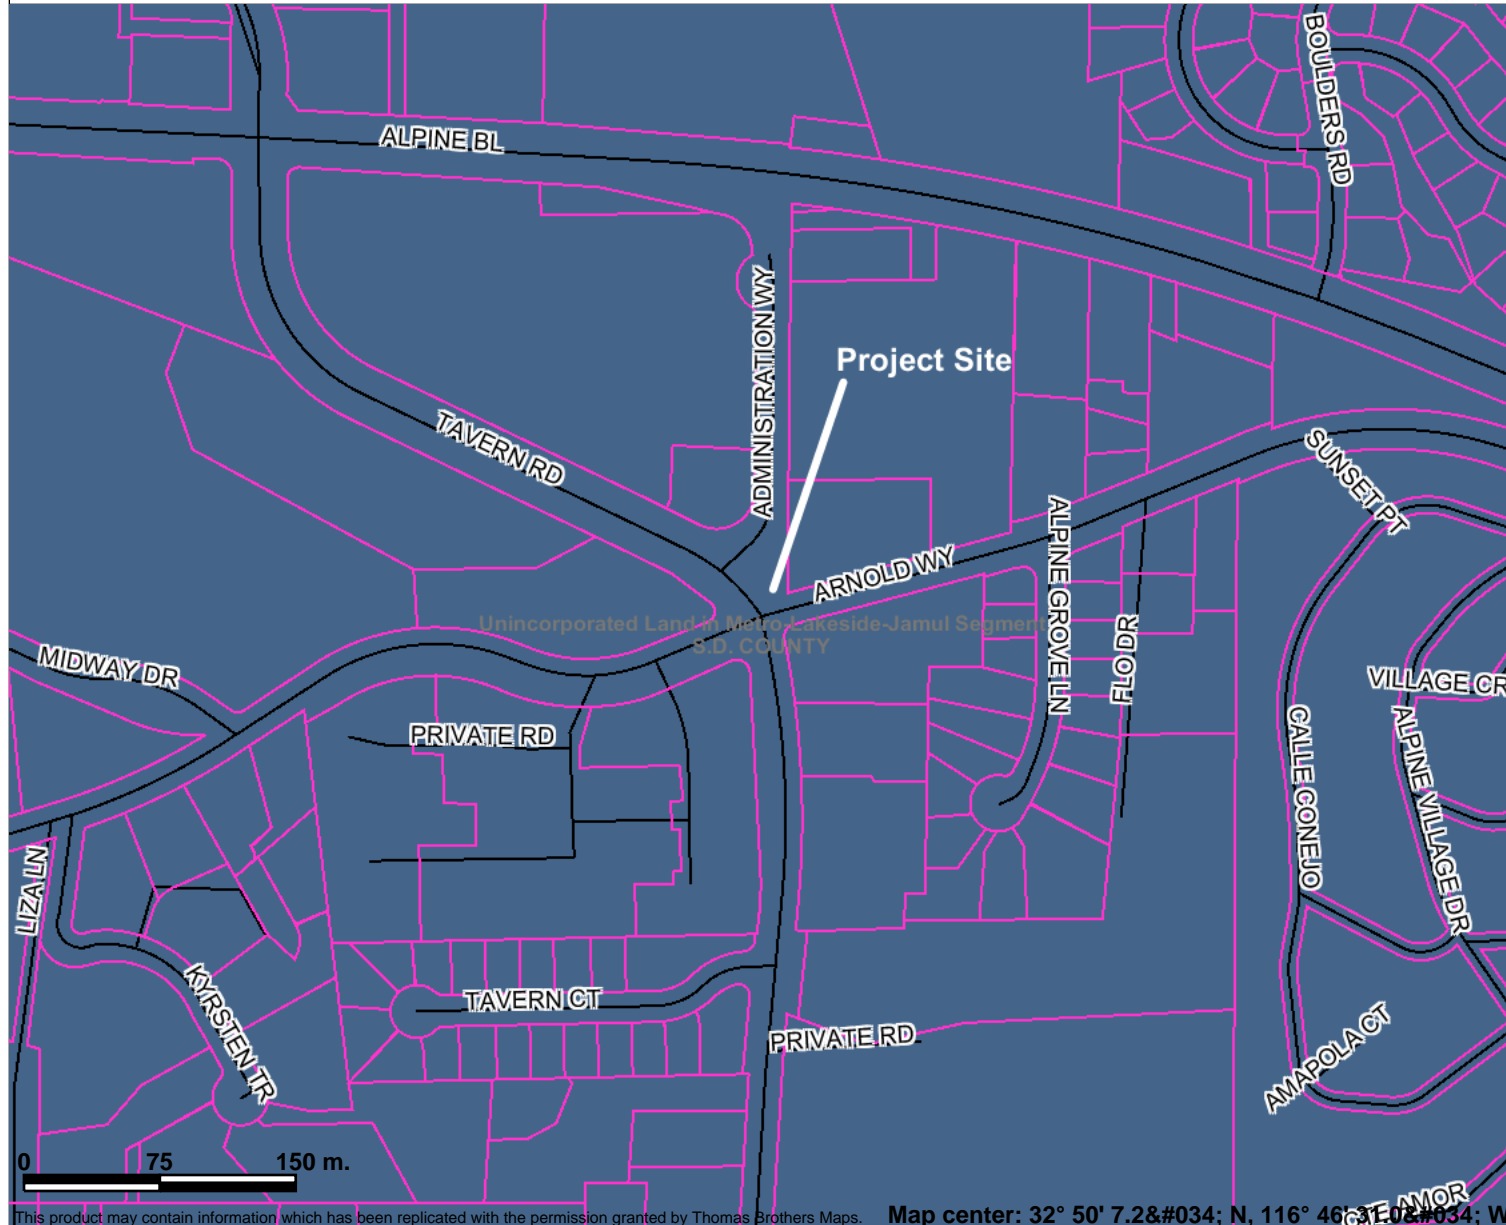 BOULDERS RD
ALPINE BL
ADMINISTRATION WY
Project Site
TAVERN RD
SUNSET PT
ALPINE GROVE LN
ARNOLD WY
Unincorporated Land in Metro-Lakeside-Jamul Segment
S.D. COUNTY
FLO DR
MIDWAY DR
VILLAGE CR
PRIVATE RD
CALLE CONEJO
ALPINE VILLAGE DR
LIZA LN
KYRSTEN TR
TAVERN CT
PRIVATE RD
AMAPOLA CT
0 75 150 m.
AMOR
This product may contain information which has been replicated with the permission granted by Thomas Brothers Maps.
Map center: 32° 50' 7.2&#034; N, 116° 46' 31.0&#034; W